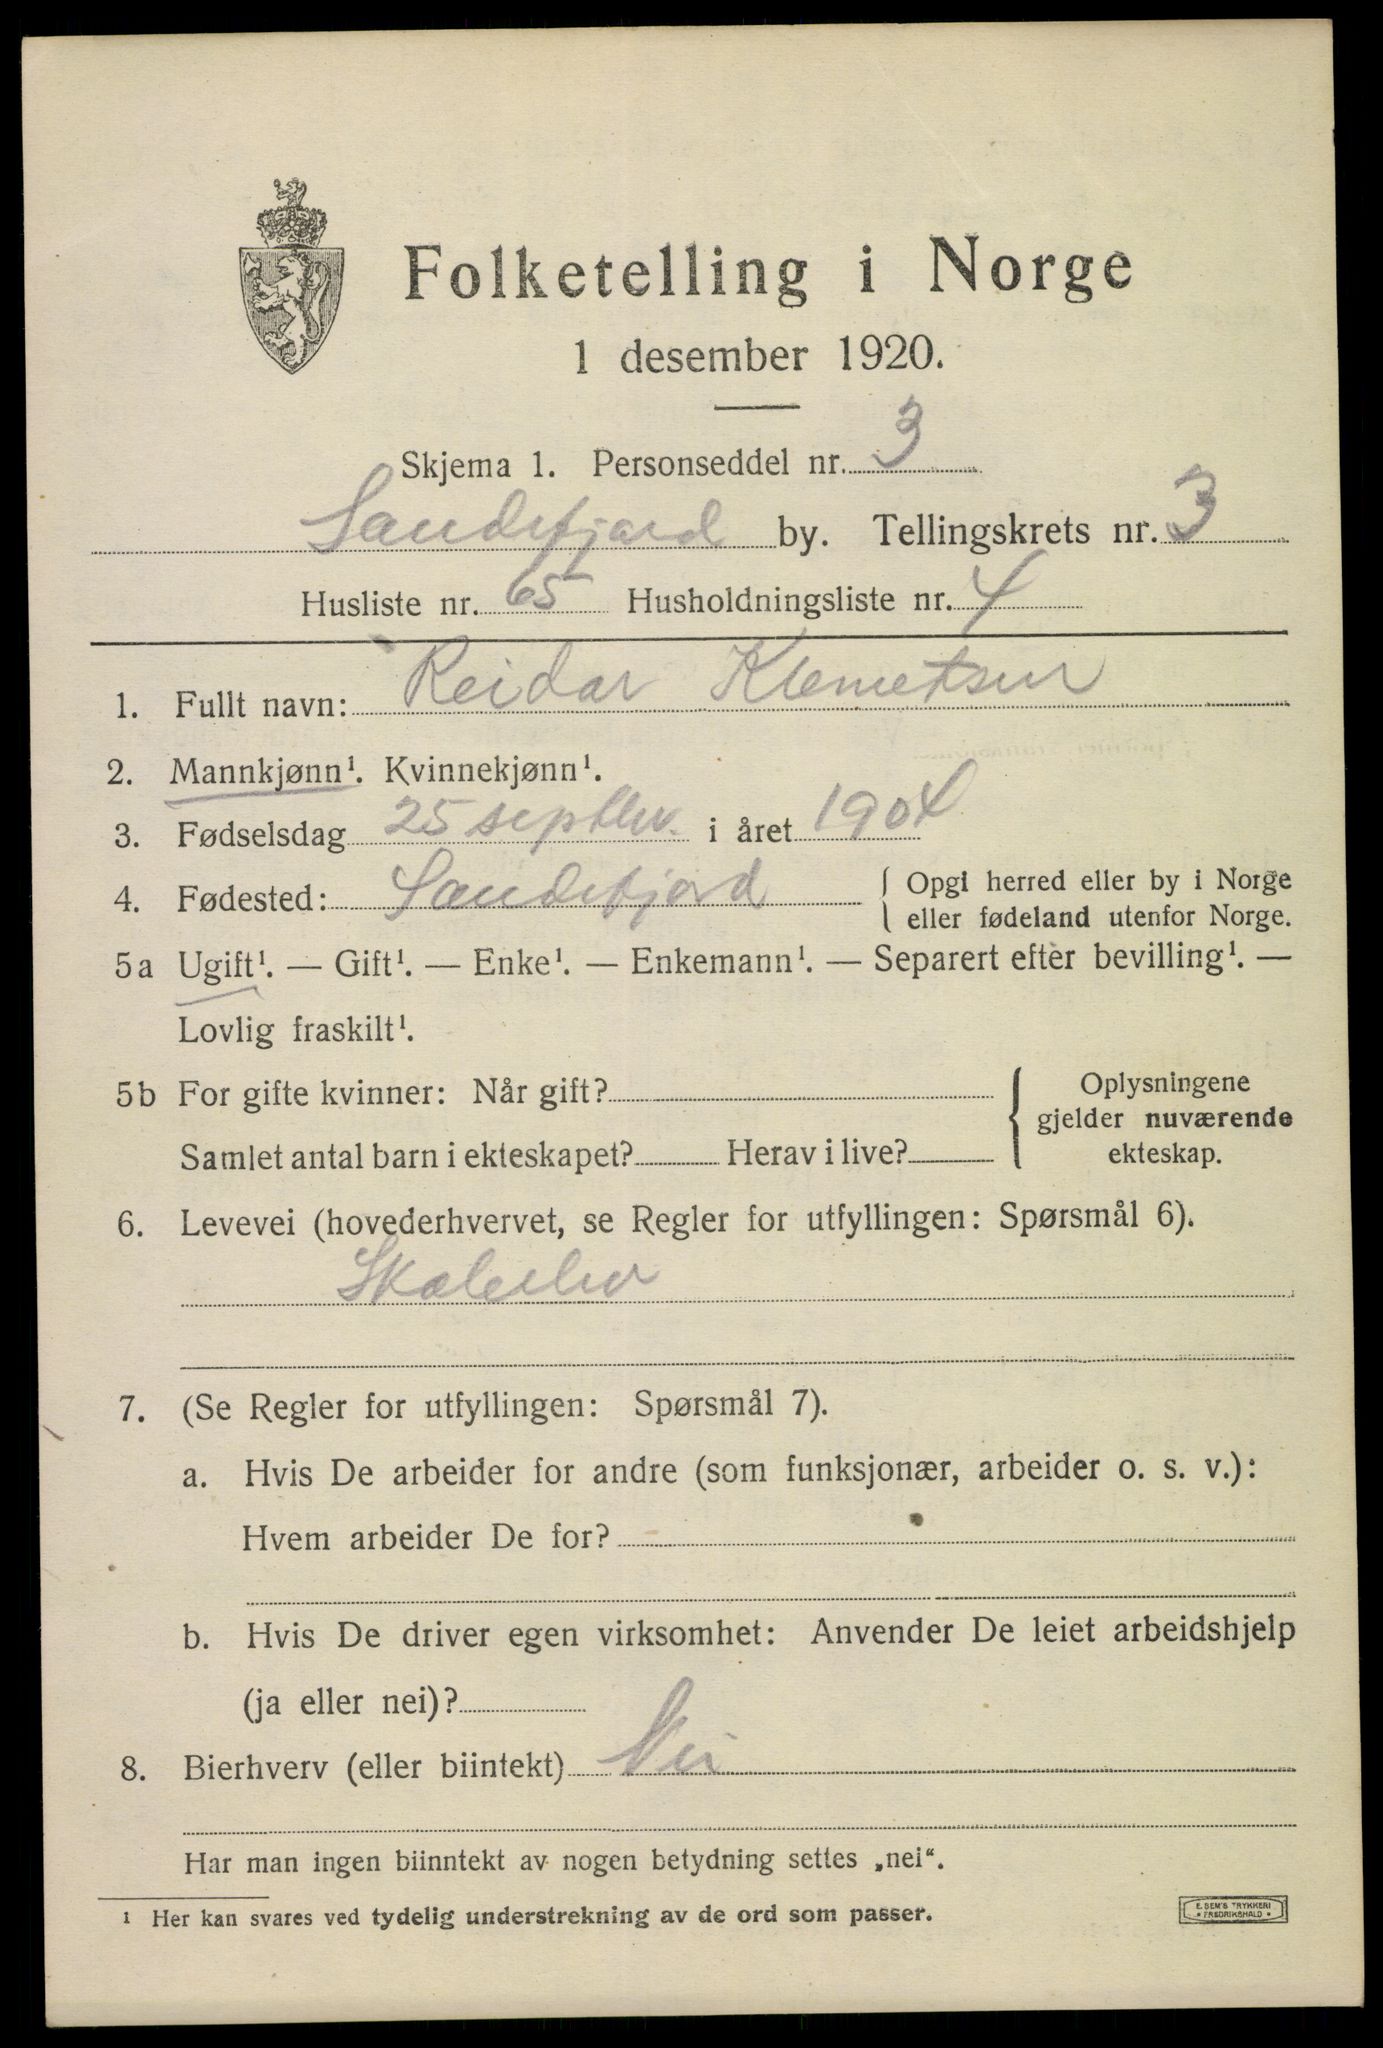 Folketelling i Norge
1 desember 1920.
Skjema 1. Personseddel nr. 3
Sandefjord by. Tellingskrets nr. 3
Husliste nr. 65 Husholdningsliste nr. 4
1. Fullt navn: Reidar Klemetsen
2. Mannkjønn¹. Kvinnekjønn¹.
3. Fødselsdag 25 septbr. i året 1904
4. Fødested: Sandefjord { Opgi herred eller by i Norge
eller fødeland utenfor Norge.
5a Ugift¹. — Gift¹. — Enke¹. — Enkemann¹. — Separert efter bevilling¹. —
Lovlig fraskilt¹.
5b For gifte kvinner: Når gift? { Oplysningene
gjelder nuværende
Samlet antal barn i ekteskapet? Herav i live? ekteskap.
6. Levevei (hovederhvervet, se Regler for utfyllingen: Spørsmål 6).
7. (Se Regler for utfyllingen: Spørsmål 7).
a. Hvis De arbeider for andre (som funksjonær, arbeider o. s. v.):
Hvem arbeider De for?
b. Hvis De driver egen virksomhet: Anvender De leiet arbeidshjelp
(ja eller nei)?
8. Bierhverv (eller biintekt) Nei
Har man ingen biinntekt av nogen betydning settes „nei“.
¹ Her kan svares ved tydelig understrekning av de ord som passer.
E. SEM'S TRYKKERI
* FREDRIKSHALD *